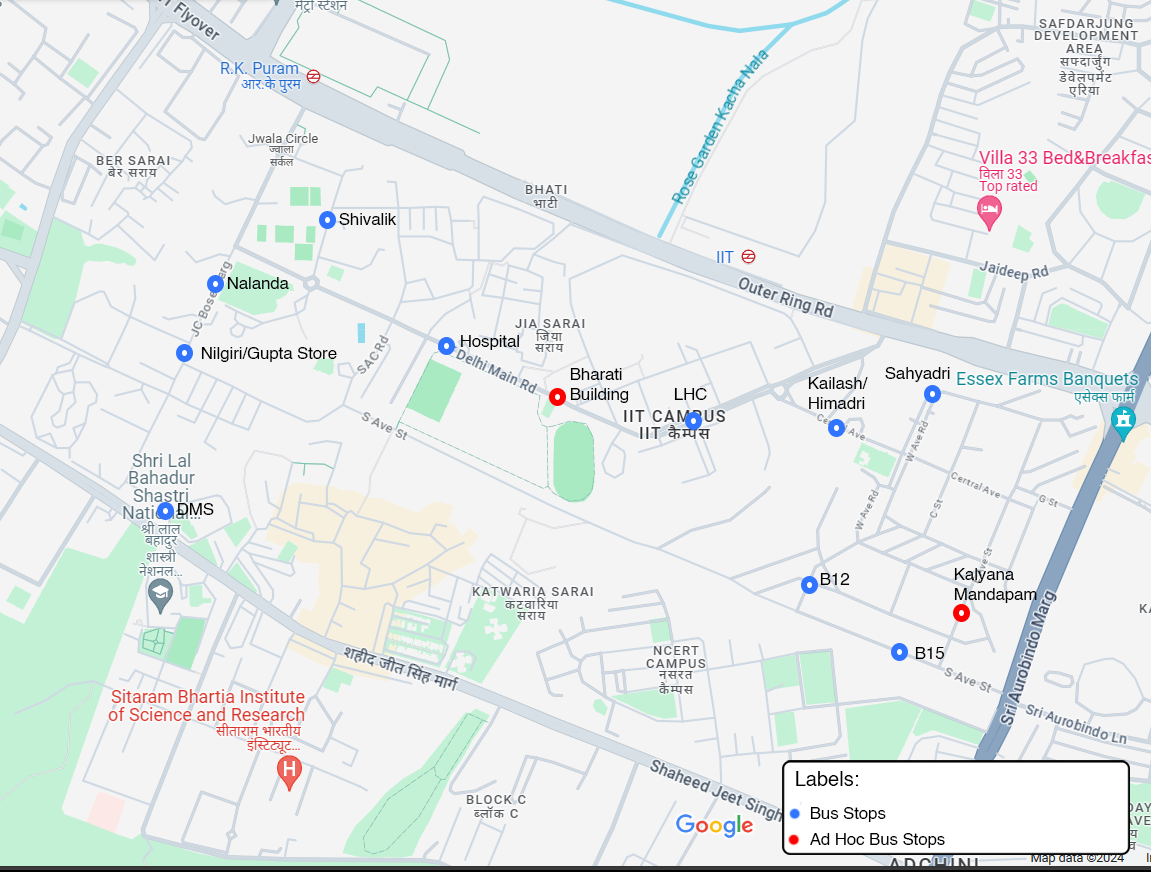 मेट्रो स्टेशन
Flyover
SAFDARJUNG
DEVELOPMENT
AREA
सफ्दार्जुंग
डेवेलपमेंट
एरिया
R.K. Puram
आर.के पुरम
Rose Garden Kacha Nala
Jwala Circle
ज्वाला
सर्कल
BER SARAI
बेर सराय
Villa 33 Bed&Breakfas
विला 33
Top rated
BHATI
भाटी
Shivalik
IIT
Jaideep Rd
Nalanda
JC Bose Marg
Outer Ring Rd
JIA SARAI
जिया
सराय
Hospital
Nilgiri/Gupta Store
SAC Rd
Delhi Main Rd
Bharati
Building
LHC
Kailash/
Himadri
Sahyadri
Essex Farms Banquets
एसेक्स फार्म
IIT CAMPUS
IIT कैम्पस
S Ave St
W Ave Rd
Shri Lal
Bahadur
Shastri
DMS
श्री लाल
बहादुर
शास्त्री
नेशनल...
Central Ave
G St
C St
W Ave Rd
B12
Kalyana
Mandapam
KATWARIA SARAI
कटवारिया
सराय
NCERT
CAMPUS
नसरत
कैम्पस
B15
S Ave St
Sri Aurobindo Marg
Sri Aurobindo Ln
शहीद जीत सिंह मार्ग
Sitaram Bhartia Institute
of Science and Research
सीताराम भारतीय
इंस्टिट्यूट...
H
Shaheed Jeet Singh
BLOCK C
ब्लॉक C
Google
Labels:
Bus Stops
Ad Hoc Bus Stops
ADCHINI
Map data ©2024